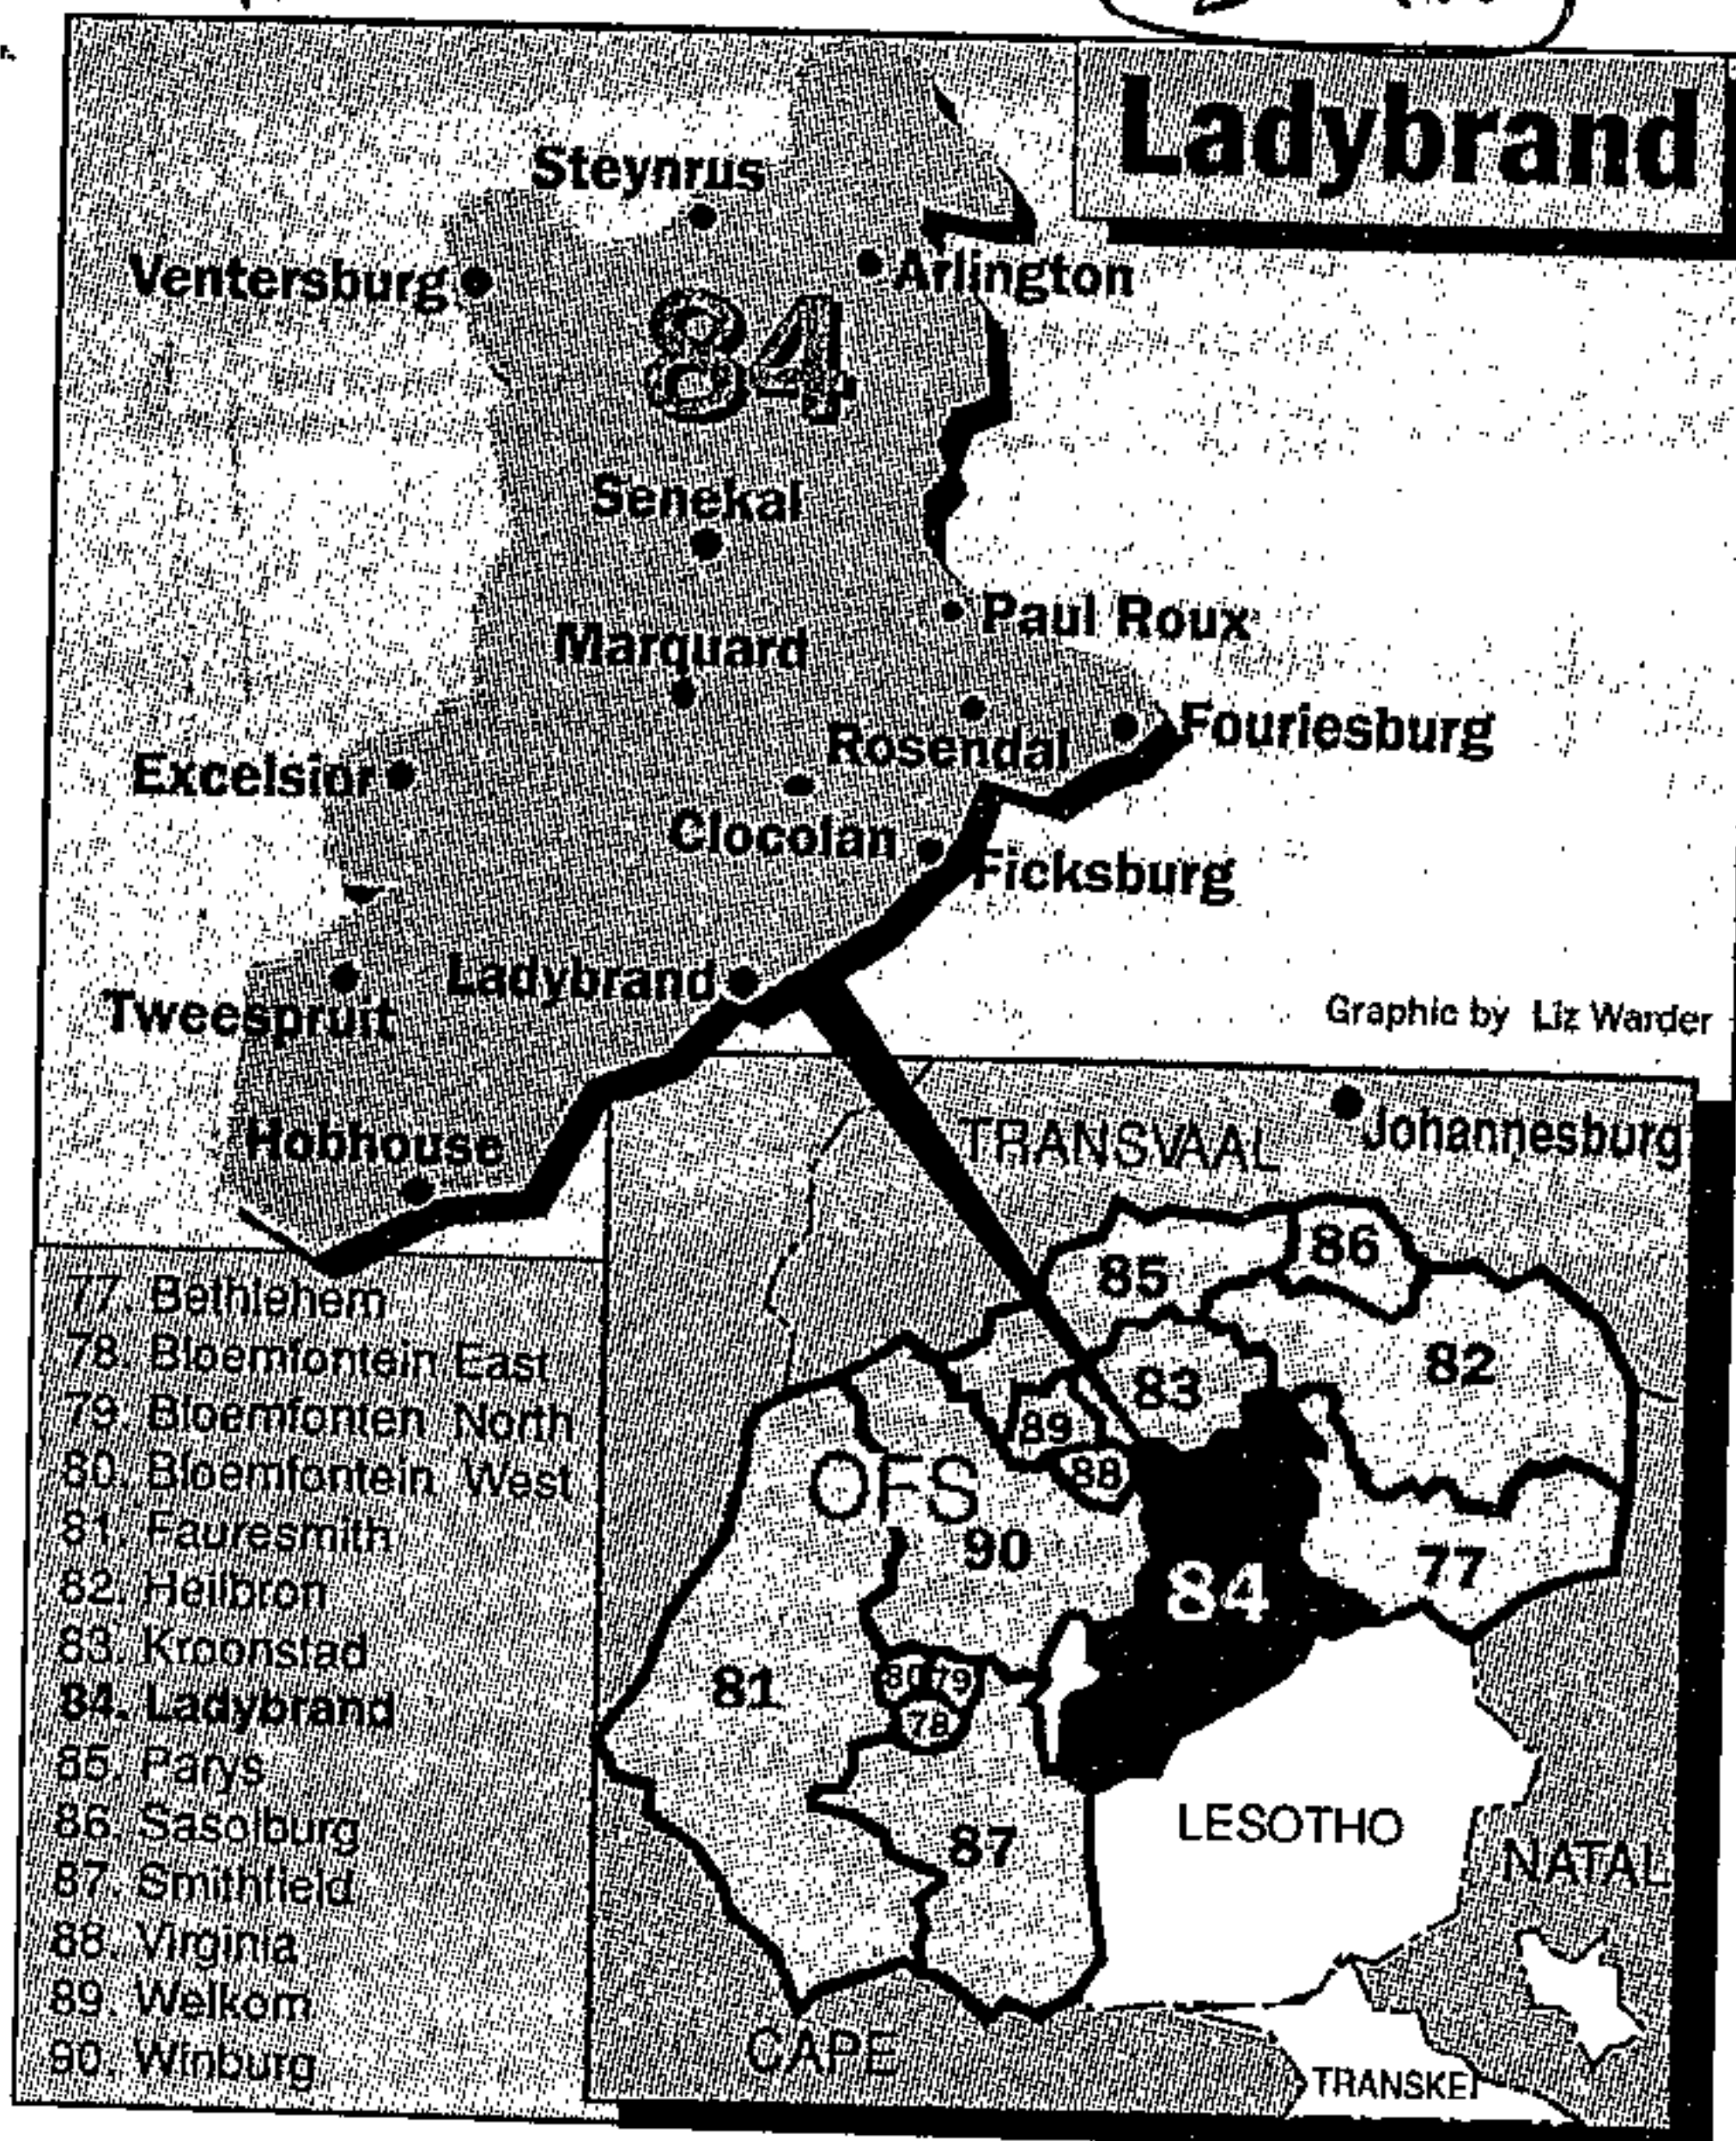 Ladybrand
Steynrus
Ventersburg
Arlington
84
Senekal
Paul Roux
Marquard
Rosendal
Fouriesburg
Excelsior
Clocolan
Ficksburg
Ladybrand
Tweespruit
Graphic by Liz Warder
Hobhouse
TRANSVAAL
Johannesburg
86
85
82
83
89
88
OFS
90
77
84
81
80
79
78
87
LESOTHO
NATAL
CAPE
TRANSKEI
77. Bethlehem
78. Bloemfontein East
79. Bloemfonten North
80. Bloemfontein West
81. Fauresmith
82. Heilbron
83. Kroonstad
84. Ladybrand
85. Parys
86. Sasolburg
87. Smithfield
88. Virginia
89. Welkom
90. Winburg